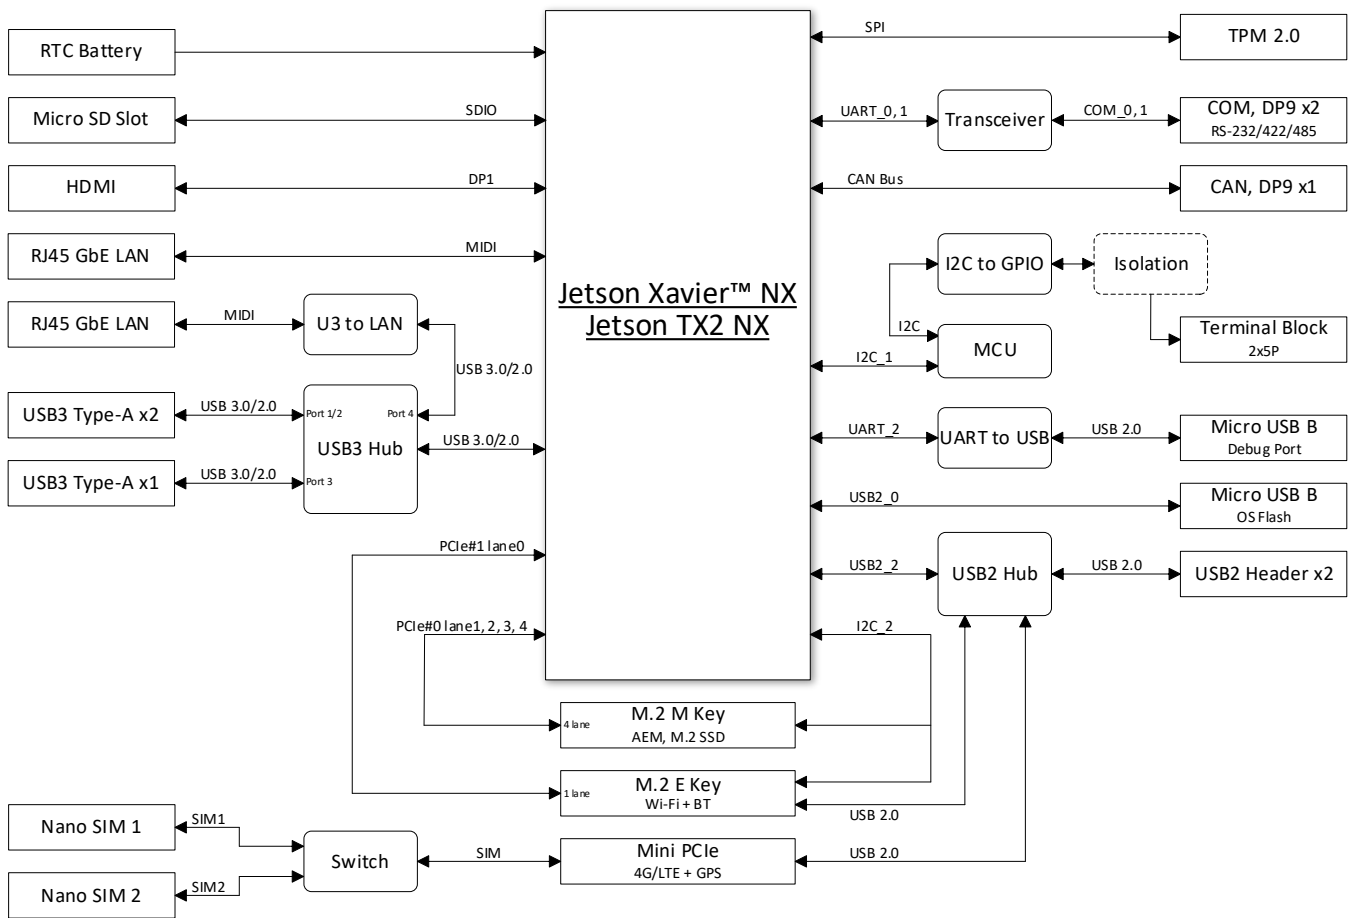 RTC Battery
SPI
TPM 2.0
Micro SD Slot
SDIO
UART_0, 1
Transceiver
COM_0, 1
COM, DP9 x2
RS-232/422/485
HDMI
DP1
CAN Bus
CAN, DP9 x1
RJ45 GbE LAN
MIDI
I2C to GPIO
Isolation
Jetson Xavier™ NX
Jetson TX2 NX
RJ45 GbE LAN
MIDI
U3 to LAN
I2C
MCU
Terminal Block
2x5P
I2C_1
USB 3.0/2.0
USB3 Type-A x2
USB 3.0/2.0
Port 1/2
Port 4
USB3 Hub
USB 3.0/2.0
UART_2
UART to USB
USB 2.0
Micro USB B
Debug Port
USB3 Type-A x1
USB 3.0/2.0
Port 3
USB2_0
Micro USB B
OS Flash
PCIe#1 lane0
USB2_2
USB2 Hub
USB 2.0
USB2 Header x2
PCIe#0 lane1, 2, 3, 4
I2C_2
4 lane
M.2 M Key
AEM, M.2 SSD
1 lane
M.2 E Key
Wi-Fi + BT
USB 2.0
Nano SIM 1
SIM1
Switch
SIM
Mini PCIe
4G/LTE + GPS
USB 2.0
Nano SIM 2
SIM2